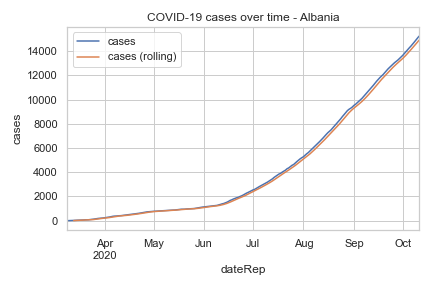 COVID-19 cases over time - Albania
cases
cases (rolling)
14000
12000
10000
8000
6000
4000
2000
0
cases
Apr
2020
May
Jun
Jul
Aug
Sep
Oct
dateRep